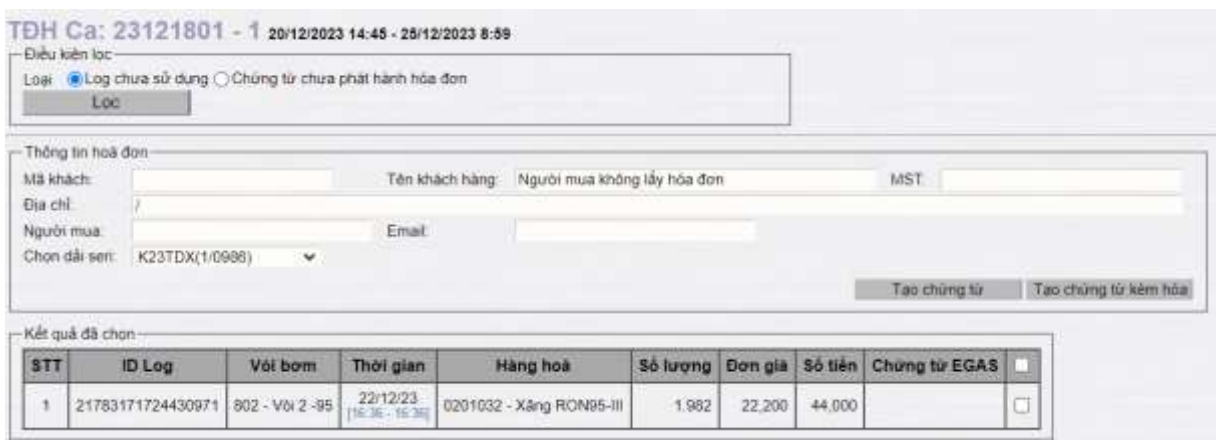 TĐH Ca: 23121801 - 1 20/12/2023 14:45 - 25/12/2023 8:59
Điều kiện lọc
Loại Log chưa sử dụng Chứng từ chưa phát hành hóa đơn
Lọc
Thông tin hoá đơn
Mã khách: Tên khách hàng: Người mua không lấy hóa đơn MST:
Địa chỉ: /
Người mua: Email:
Chọn dải seri: K23TDX(1/0986)
Tạo chứng từ Tạo chứng từ kèm hóa
Kết quả đã chọn
STT ID Log Vòi bơm Thời gian Hàng hoá Số lượng Đơn giá Số tiền Chứng từ EGAS
1 21783171724430971 802 - Vòi 2 -95 22/12/23 0201032 - Xăng RON95-III 1.982 22,200 44,000
[16:36 - 16:36]